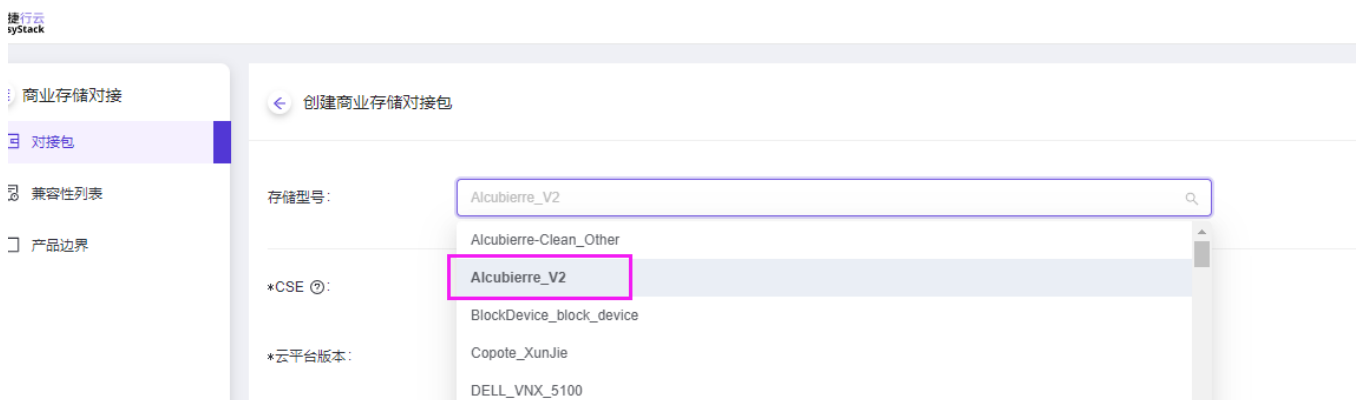 捷行云
syStack
商业存储对接
对接包
兼容性列表
产品边界
创建商业存储对接包
存储型号:
Alcubierre_V2
Alcubierre-Clean_Other
Alcubierre_V2
BlockDevice_block_device
Copote_XunJie
DELL_VNX_5100
*CSE ?:
*云平台版本: